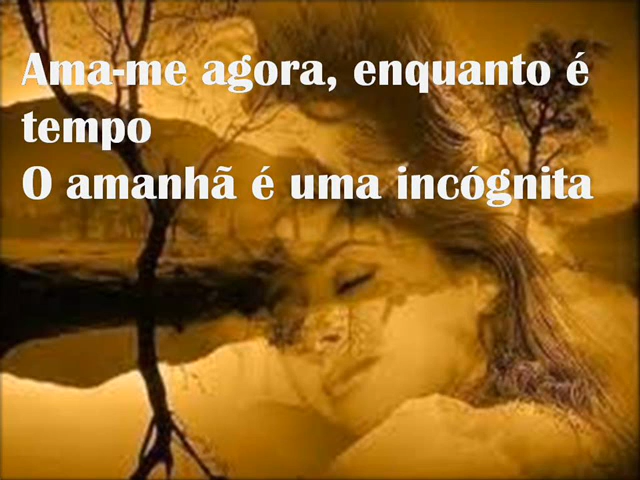 Ama-me agora, enquanto é
tempo
O amanhã é uma incógnita